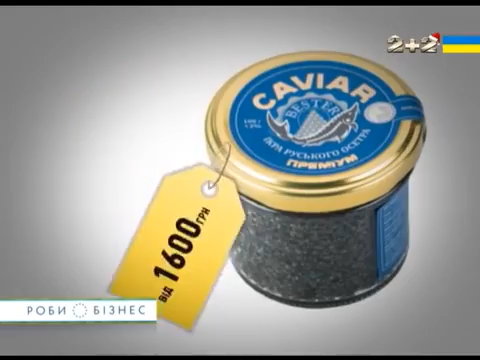 2+2
CAVIAR
BESTER
ІКРА РУСЬКОГО ОСЕТРА
ПРЕМІУМ
ВІД 1600 ГРН
РОБИ БІЗНЕС